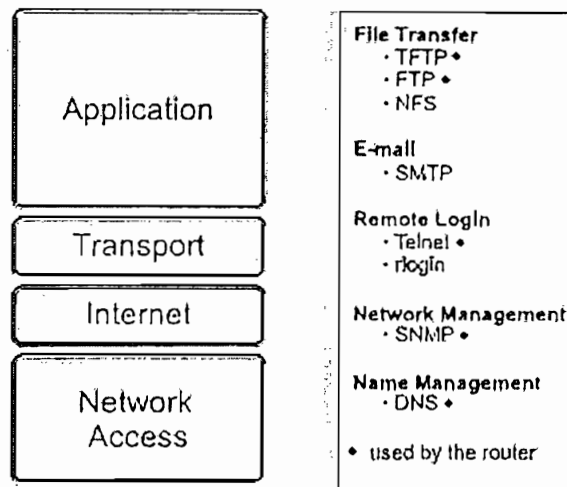 Application
Transport
Internet
Network
Access
File Transfer
· TFTP ◆
· FTP ◆
· NFS
E-mail
· SMTP
Remote Login
· Telnet ◆
· rlogin
Network Management
· SNMP ◆
Name Management
· DNS ◆
◆ used by the router